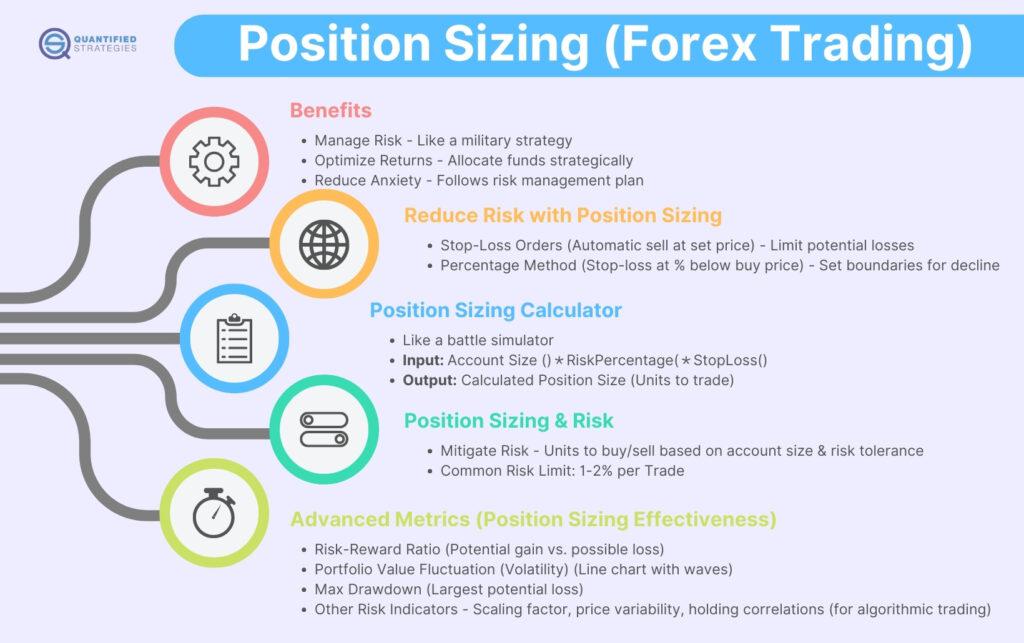 QUANTIFIED
STRATEGIES
Position Sizing (Forex Trading)
Benefits
• Manage Risk - Like a military strategy
• Optimize Returns - Allocate funds strategically
• Reduce Anxiety - Follows risk management plan
Reduce Risk with Position Sizing
• Stop-Loss Orders (Automatic sell at set price) - Limit potential losses
• Percentage Method (Stop-loss at % below buy price) - Set boundaries for decline
Position Sizing Calculator
• Like a battle simulator
• Input: Account Size ()∗RiskPercentage(∗StopLoss()
• Output: Calculated Position Size (Units to trade)
Position Sizing & Risk
• Mitigate Risk - Units to buy/sell based on account size & risk tolerance
• Common Risk Limit: 1-2% per Trade
Advanced Metrics (Position Sizing Effectiveness)
• Risk-Reward Ratio (Potential gain vs. possible loss)
• Portfolio Value Fluctuation (Volatility) (Line chart with waves)
• Max Drawdown (Largest potential loss)
• Other Risk Indicators - Scaling factor, price variability, holding correlations (for algorithmic trading)